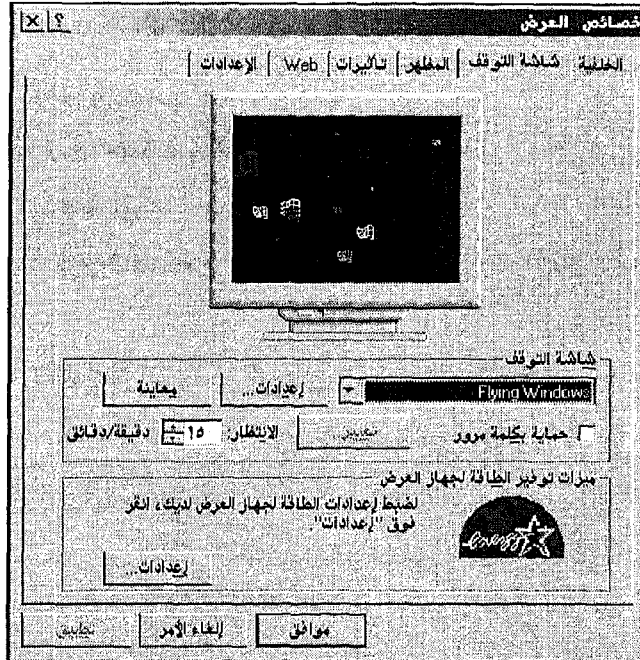 خصائص العرض
الخلفية شاشة التوقف المظهر تأثيرات Web الإعدادات
شاشة التوقف
Flying Windows إعدادات... معاينة
حماية بكلمة مرور تغيير... الانتظار: ١٥ دقيقة/دقائق
ميزات توفير الطاقة لجهاز العرض
لضبط إعدادات الطاقة لجهاز العرض لديك، انقر
فوق "إعدادات".
energy
إعدادات...
موافق إلغاء الأمر تطبيق